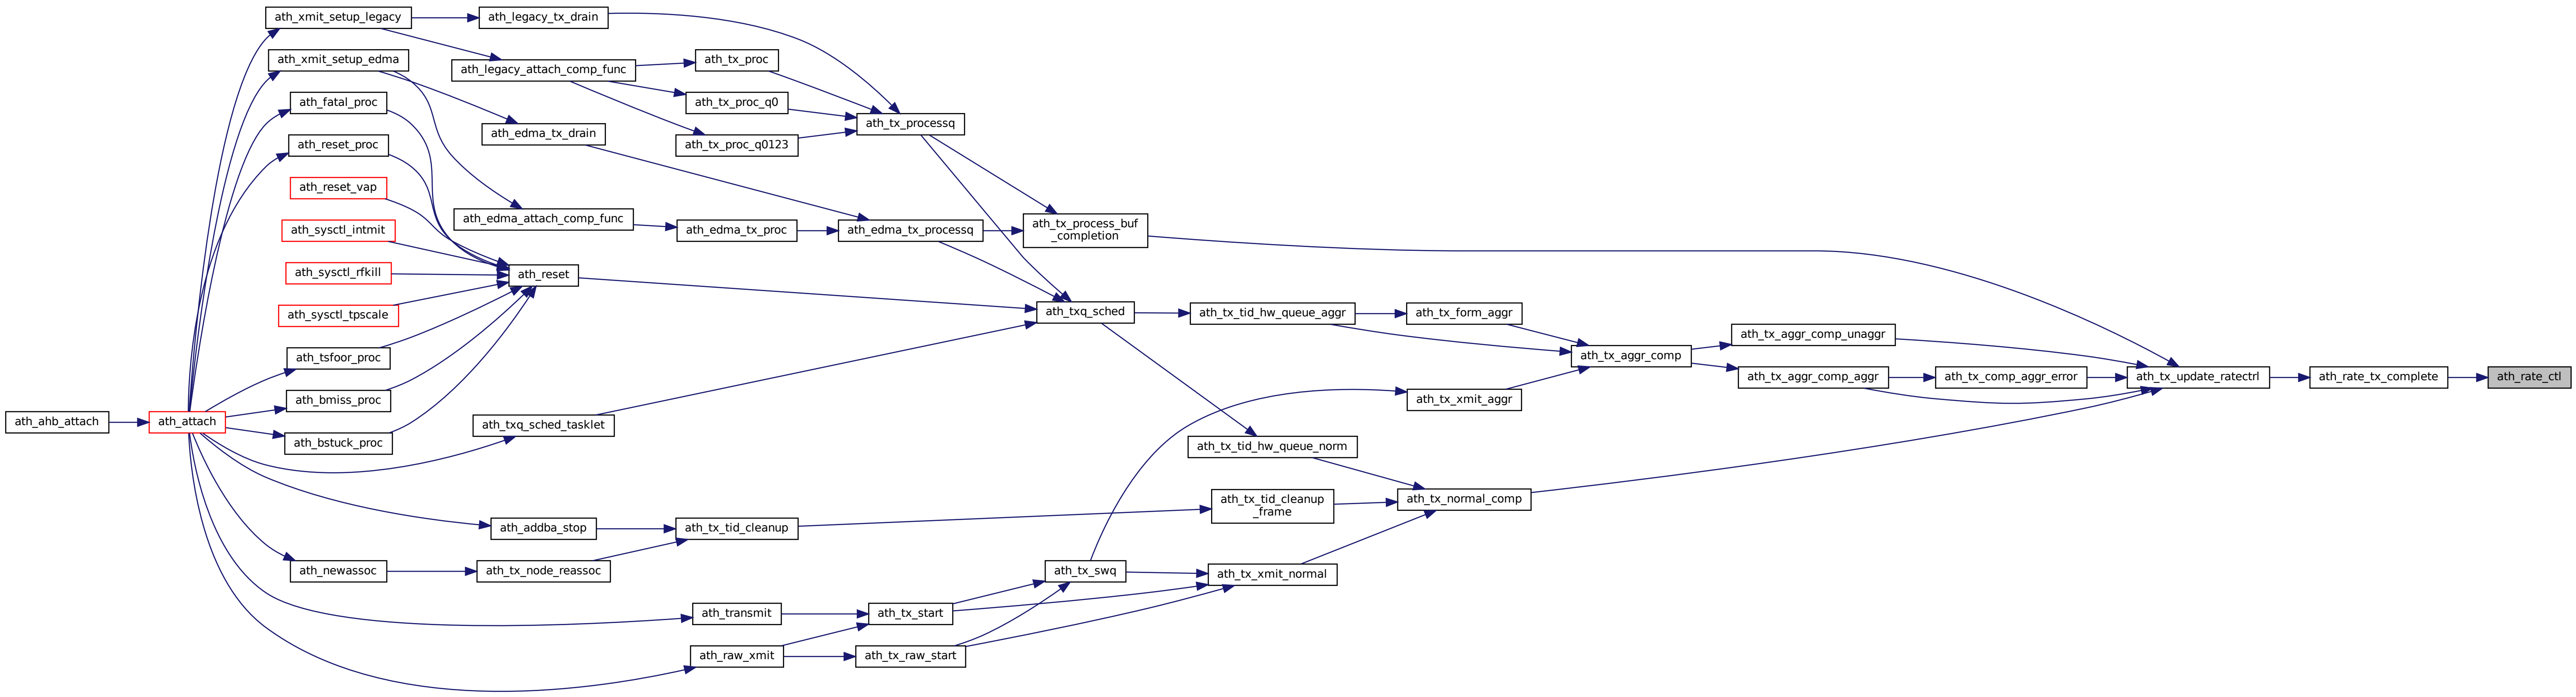 ath_ahb_attach
ath_attach
ath_xmit_setup_legacy
ath_xmit_setup_edma
ath_fatal_proc
ath_reset_proc
ath_reset_vap
ath_sysctl_intmit
ath_sysctl_rfkill
ath_sysctl_tpscale
ath_tsfoor_proc
ath_bmiss_proc
ath_bstuck_proc
ath_newassoc
ath_legacy_tx_drain
ath_legacy_attach_comp_func
ath_edma_tx_drain
ath_edma_attach_comp_func
ath_reset
ath_txq_sched_tasklet
ath_addba_stop
ath_tx_node_reassoc
ath_tx_proc
ath_tx_proc_q0
ath_tx_proc_q0123
ath_edma_tx_proc
ath_tx_tid_cleanup
ath_transmit
ath_raw_xmit
ath_tx_processq
ath_edma_tx_processq
ath_tx_start
ath_tx_raw_start
ath_tx_process_buf
_completion
ath_txq_sched
ath_tx_swq
ath_tx_tid_hw_queue_aggr
ath_tx_tid_hw_queue_norm
ath_tx_tid_cleanup
_frame
ath_tx_xmit_normal
ath_tx_form_aggr
ath_tx_xmit_aggr
ath_tx_normal_comp
ath_tx_aggr_comp
ath_tx_aggr_comp_unaggr
ath_tx_aggr_comp_aggr
ath_tx_comp_aggr_error
ath_tx_update_ratectrl
ath_rate_tx_complete
ath_rate_ctl